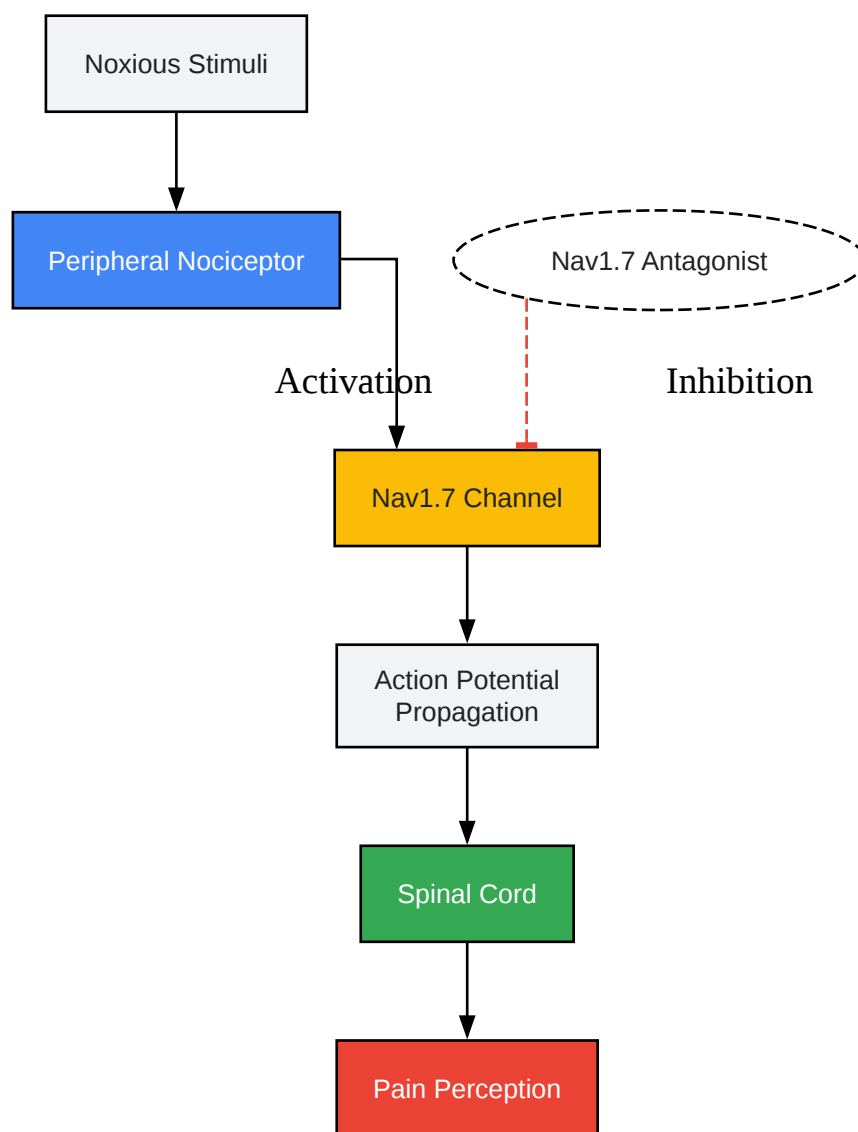 Noxious Stimuli
Peripheral Nociceptor
Nav1.7 Antagonist
Activation
Inhibition
Nav1.7 Channel
Action Potential
Propagation
Spinal Cord
Pain Perception